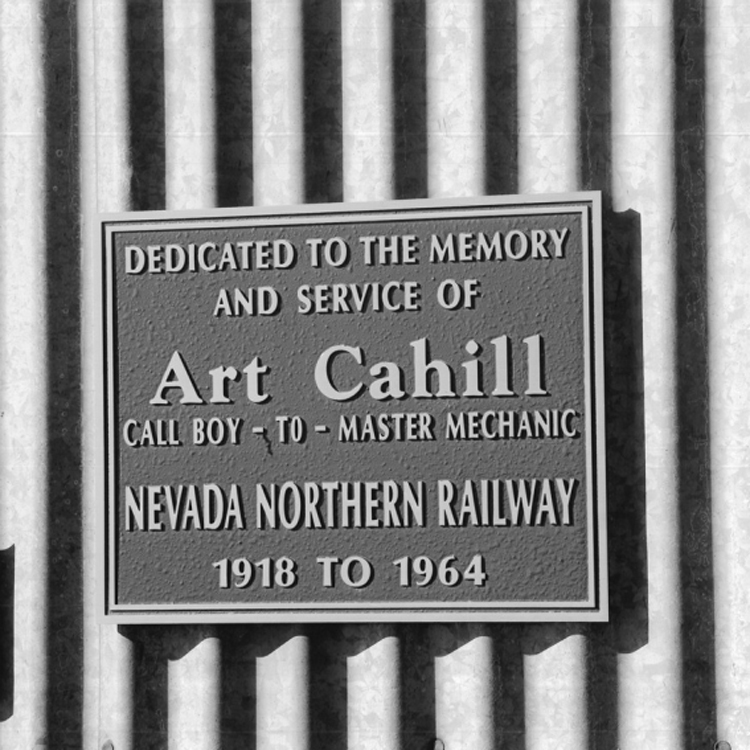 DEDICATED TO THE MEMORY
AND SERVICE OF
Art Cahill
CALL BOY - TO - MASTER MECHANIC
NEVADA NORTHERN RAILWAY
1918 TO 1964